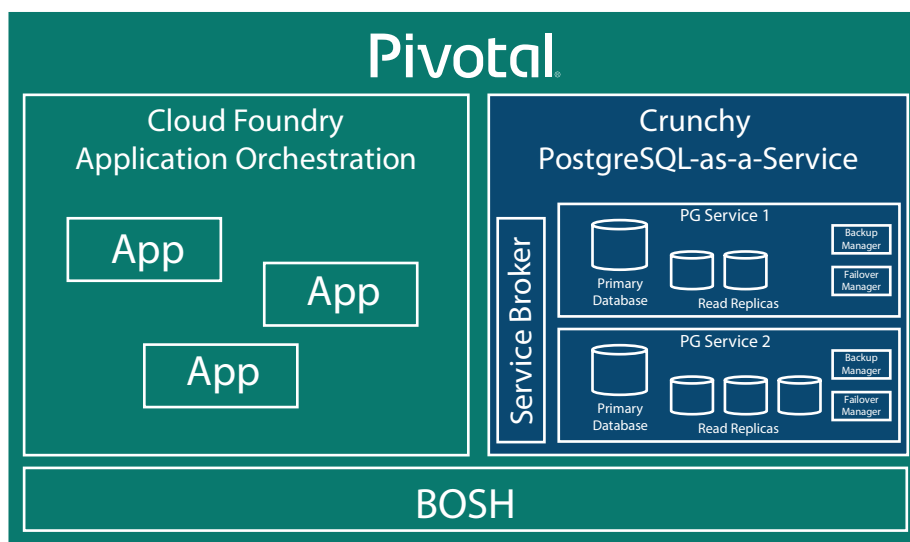 Pivotal®
Cloud Foundry
Application Orchestration
App
App
App
Crunchy
PostgreSQL-as-a-Service
Service Broker
PG Service 1
Primary
Database
Read Replicas
Backup
Manager
Failover
Manager
PG Service 2
Primary
Database
Read Replicas
Backup
Manager
Failover
Manager
BOSH